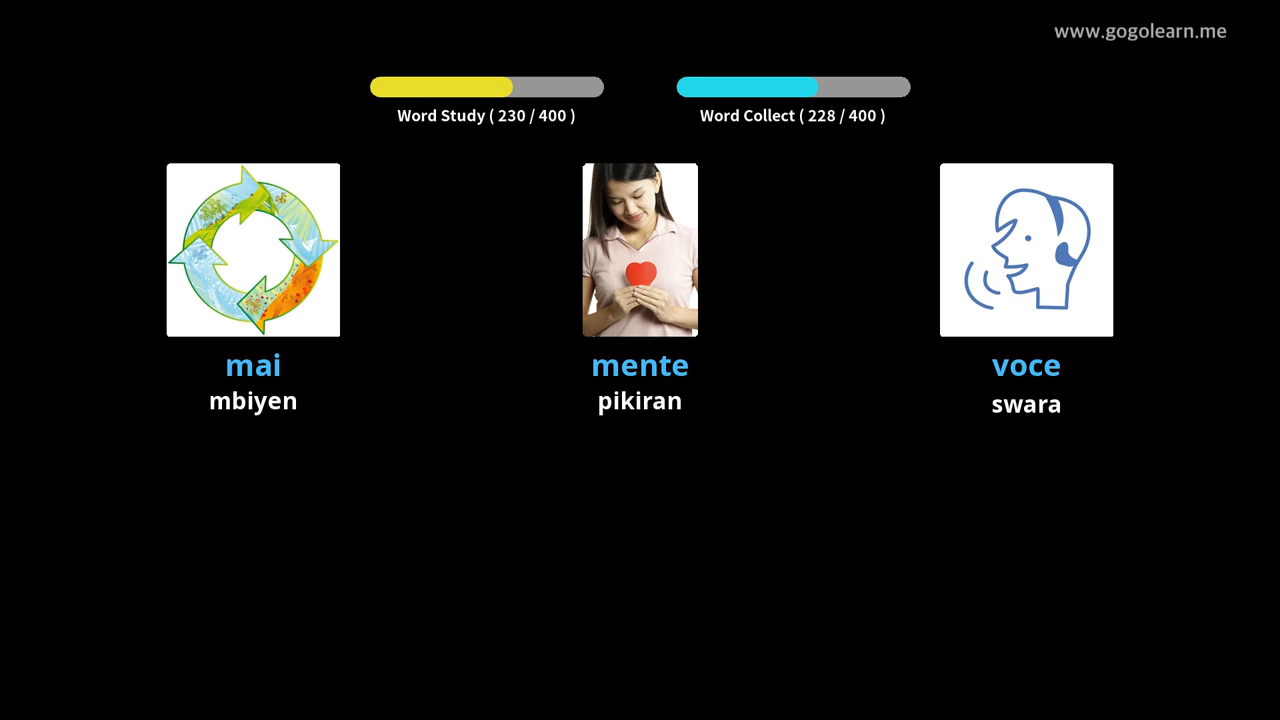 www.gogolearn.me
Word Study ( 230 / 400 )
Word Collect ( 228 / 400 )
mai
mbiyen
mente
pikiran
voce
swara